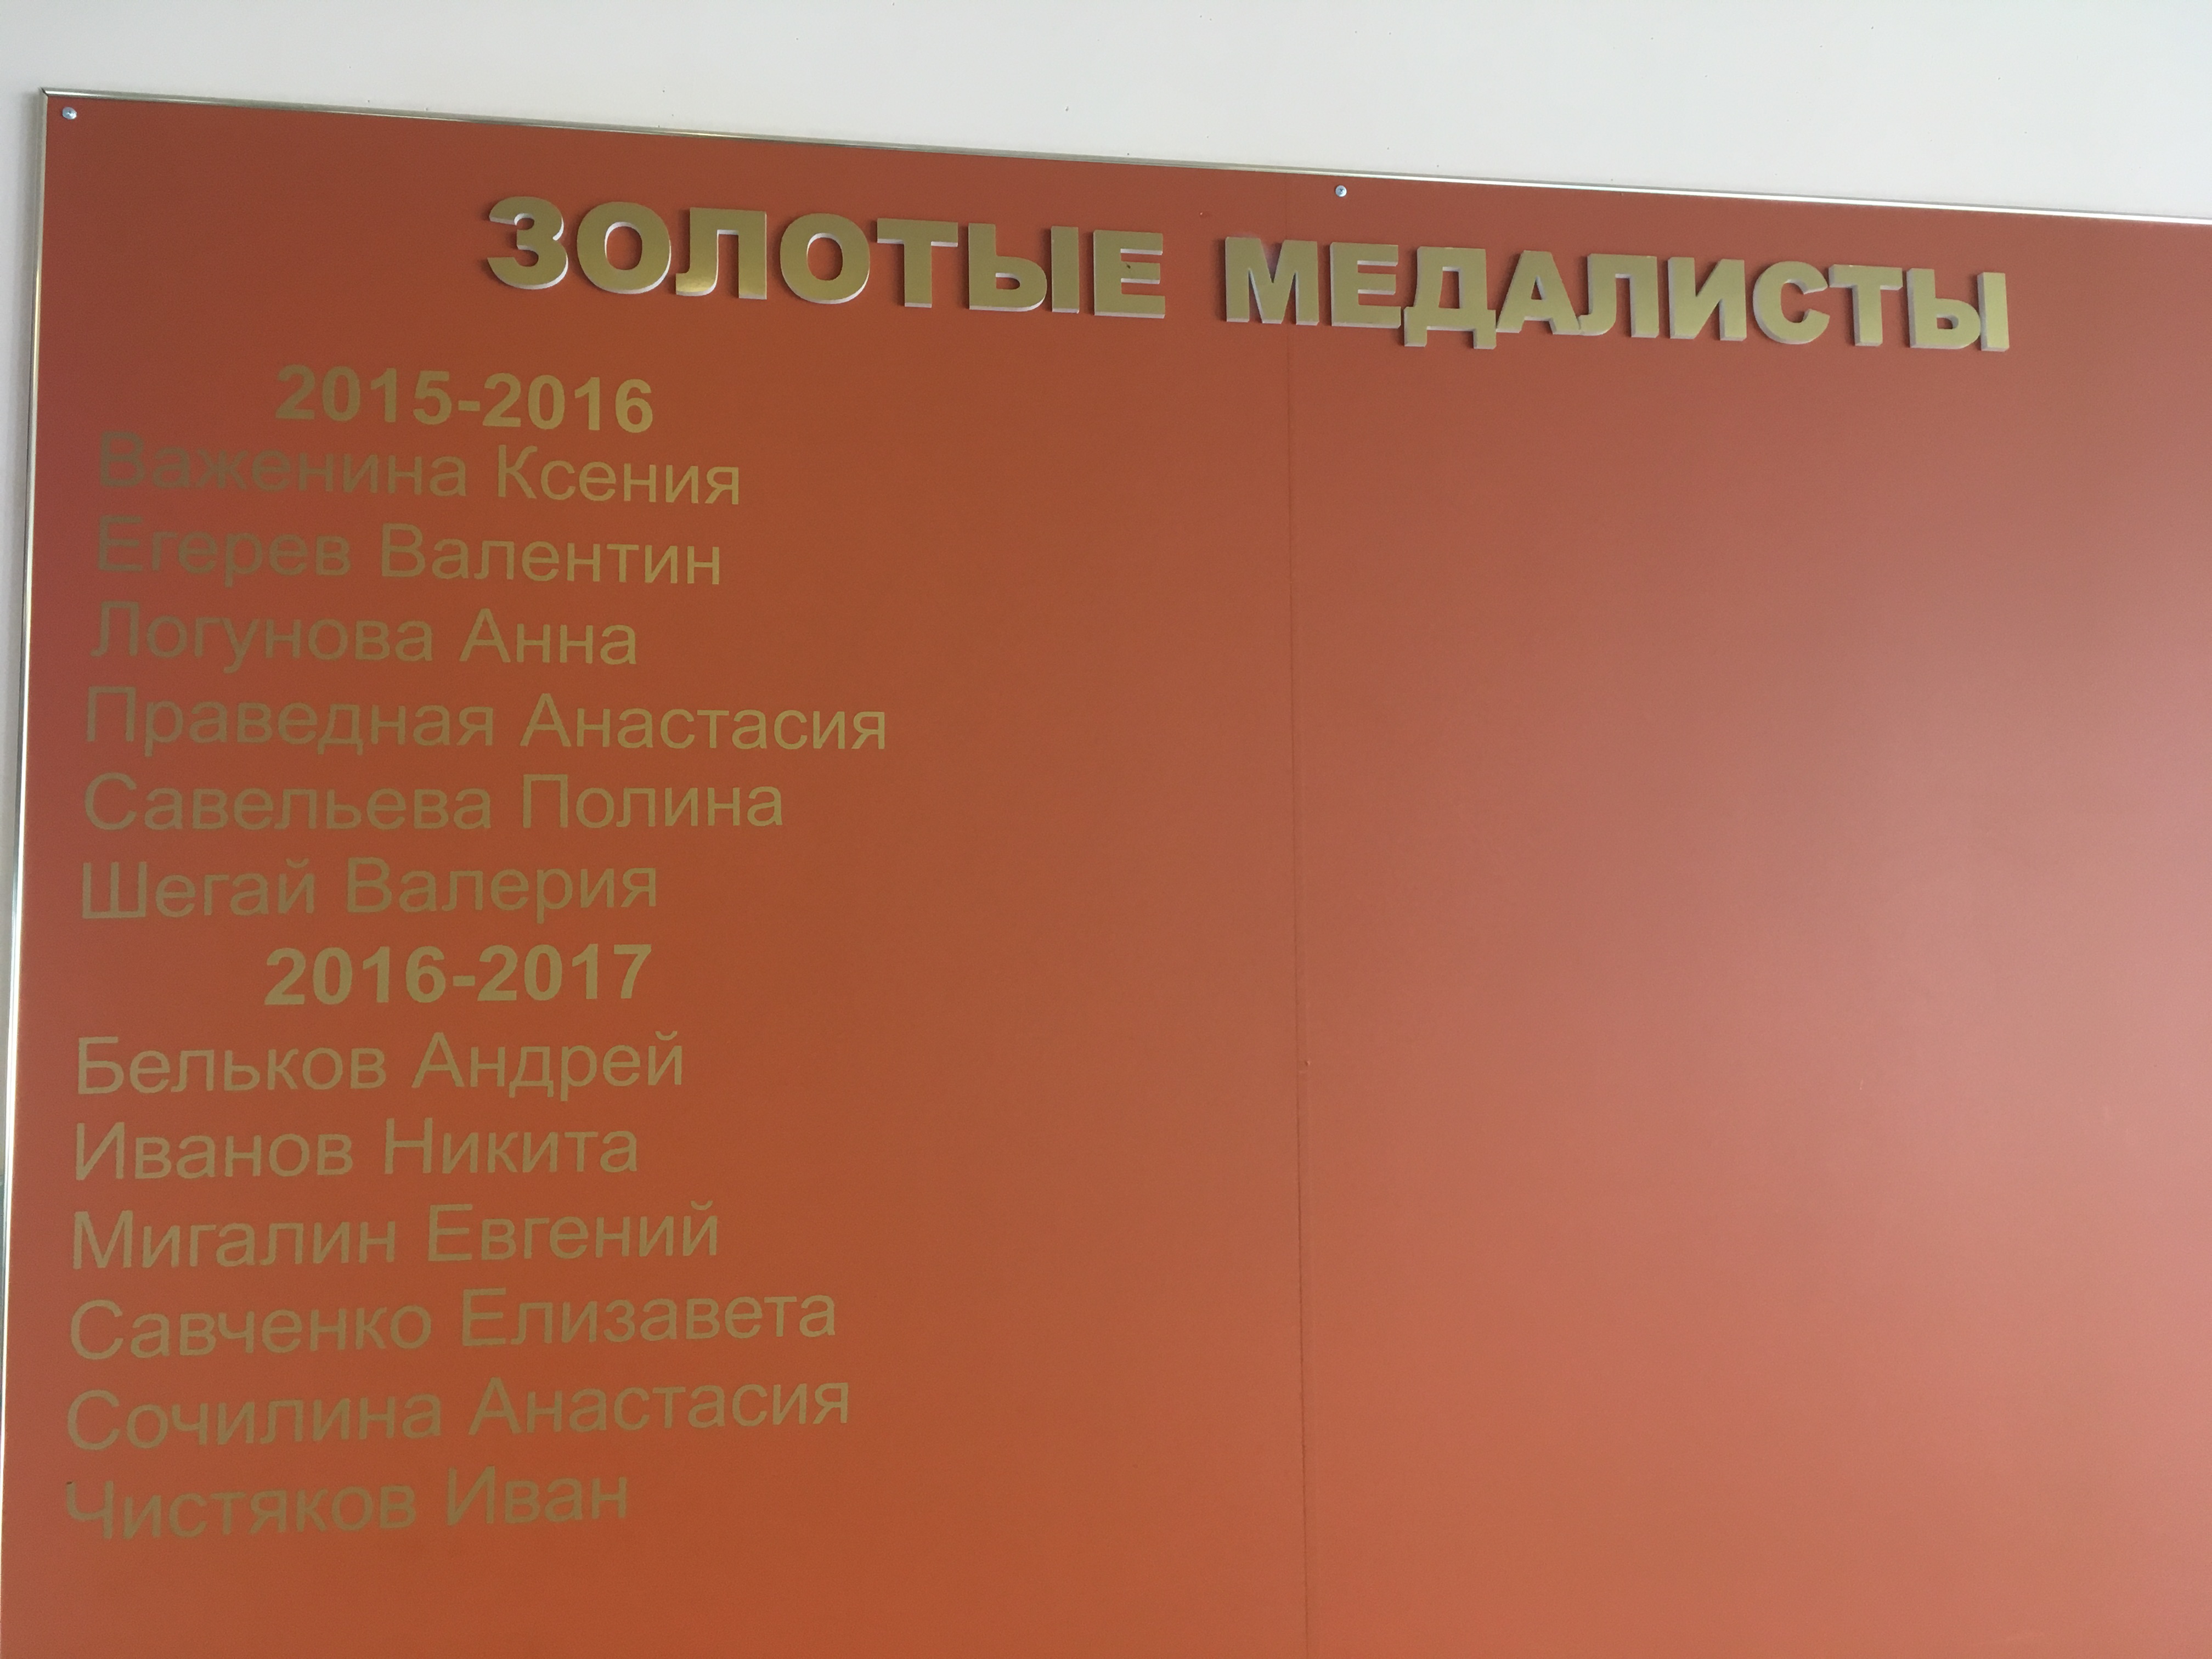 ЗОЛОТЫЕ МЕДАЛИСТЫ
2015-2016
Важенина Ксения
Егерев Валентин
Логунова Анна
Праведная Анастасия
Савельева Полина
Шегай Валерия
2016-2017
Бельков Андрей
Иванов Никита
Мигалин Евгений
Савченко Елизавета
Сочилина Анастасия
Чистяков Иван